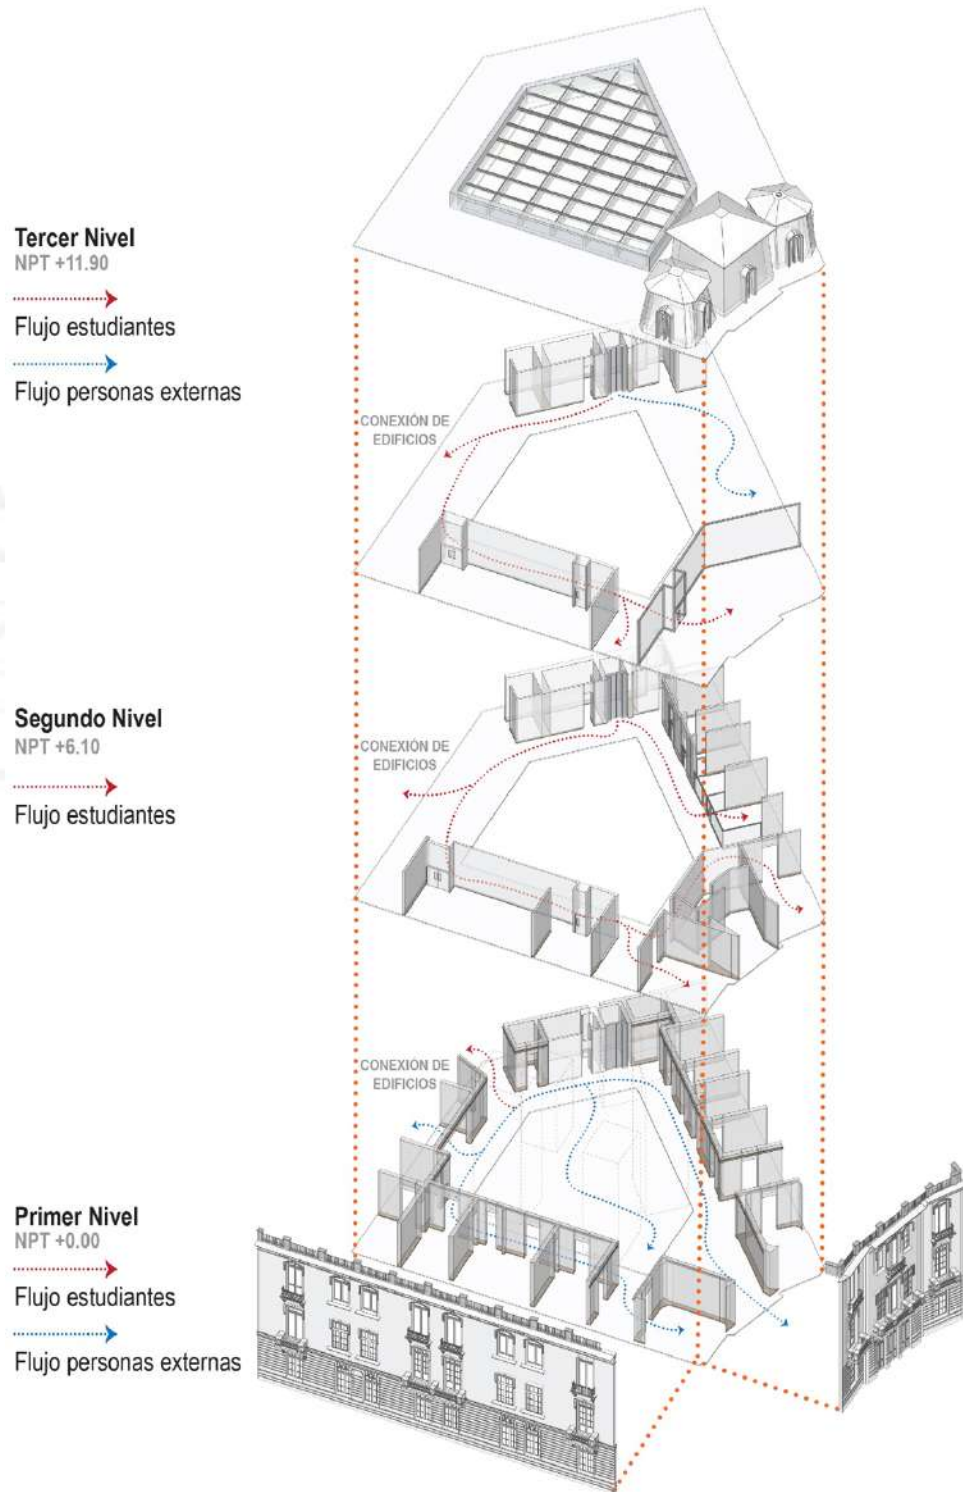 Tercer Nivel
NPT +11.90
Flujo estudiantes
Flujo personas externas
CONEXIÓN DE
EDIFICIOS
Segundo Nivel
NPT +6.10
Flujo estudiantes
CONEXIÓN DE
EDIFICIOS
CONEXIÓN DE
EDIFICIOS
Primer Nivel
NPT +0.00
Flujo estudiantes
Flujo personas externas